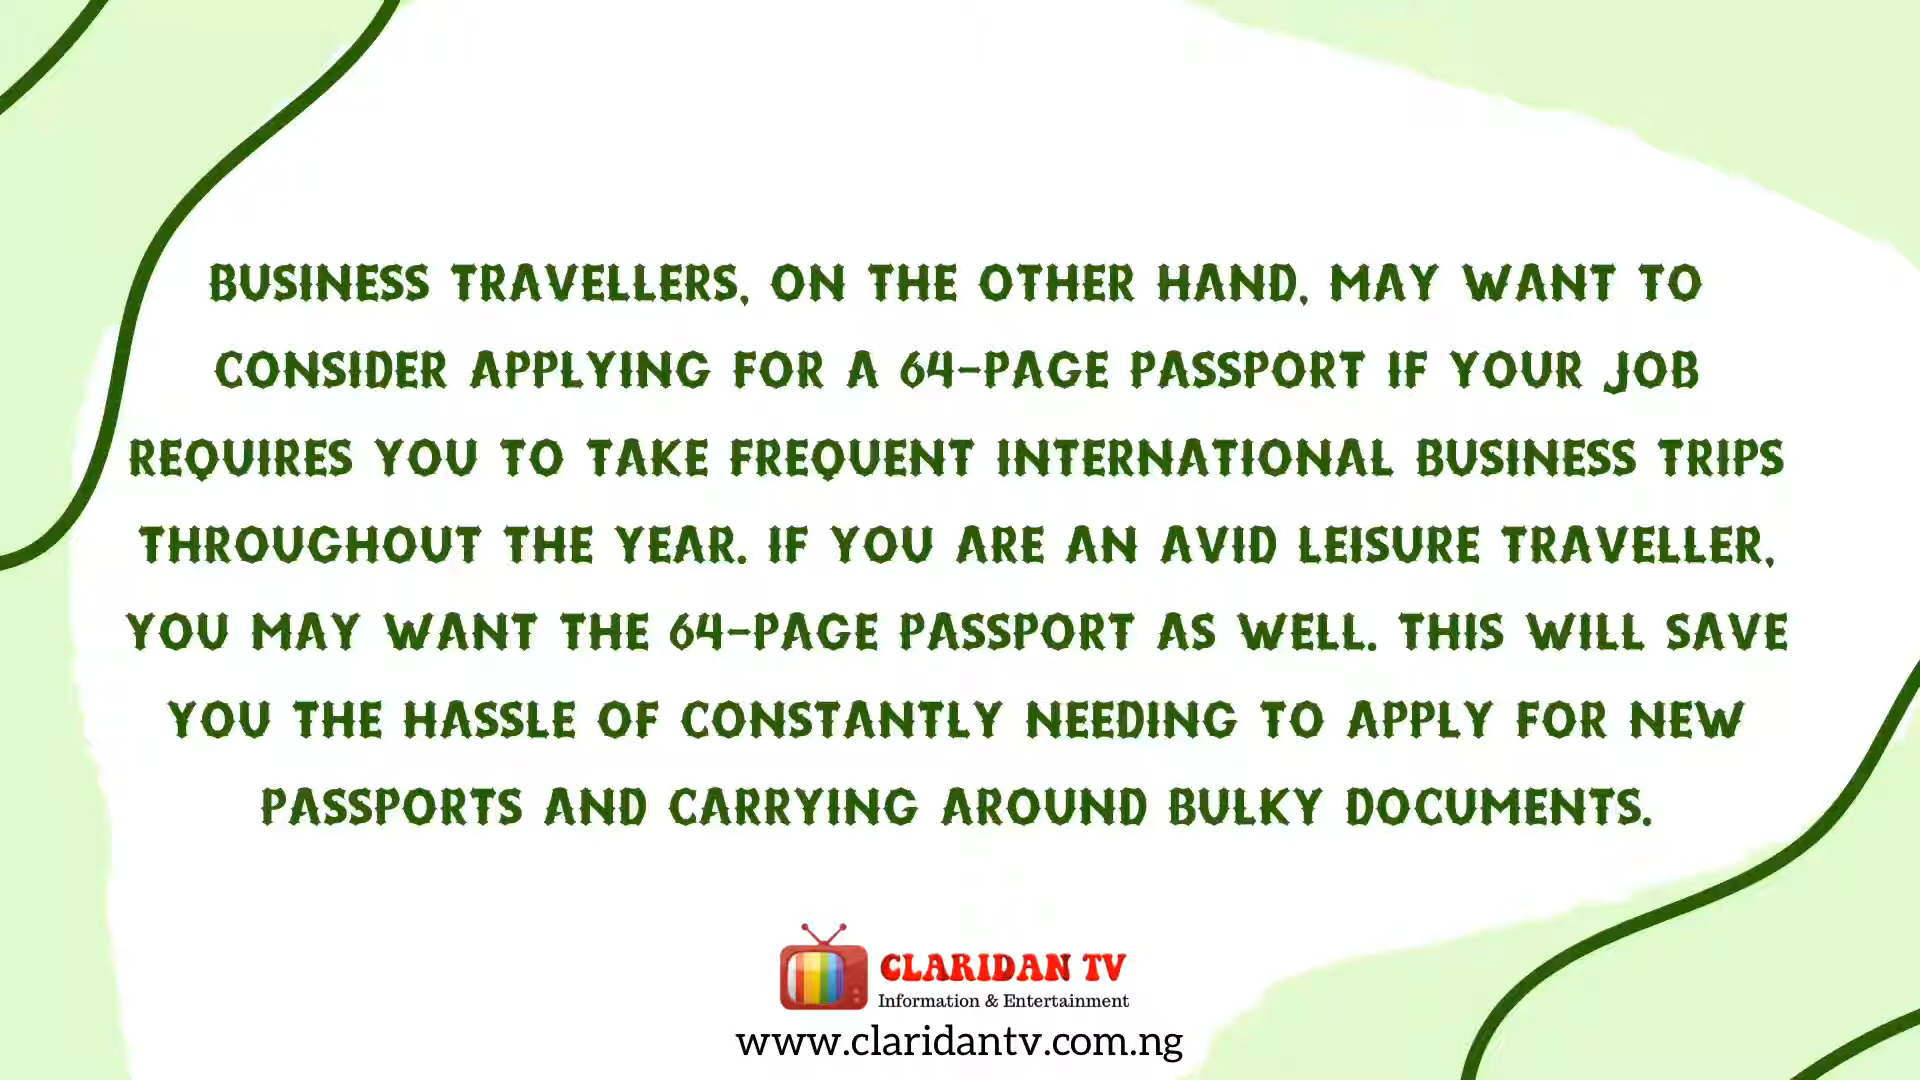 BUSINESS TRAVELLERS, ON THE OTHER HAND, MAY WANT TO
CONSIDER APPLYING FOR A 64-PAGE PASSPORT IF YOUR JOB
REQUIRES YOU TO TAKE FREQUENT INTERNATIONAL BUSINESS TRIPS
THROUGHOUT THE YEAR. IF YOU ARE AN AVID LEISURE TRAVELLER,
YOU MAY WANT THE 64-PAGE PASSPORT AS WELL. THIS WILL SAVE
YOU THE HASSLE OF CONSTANTLY NEEDING TO APPLY FOR NEW
PASSPORTS AND CARRYING AROUND BULKY DOCUMENTS.
CLARIDAN TV
Information & Entertainment
www.claridantv.com.ng